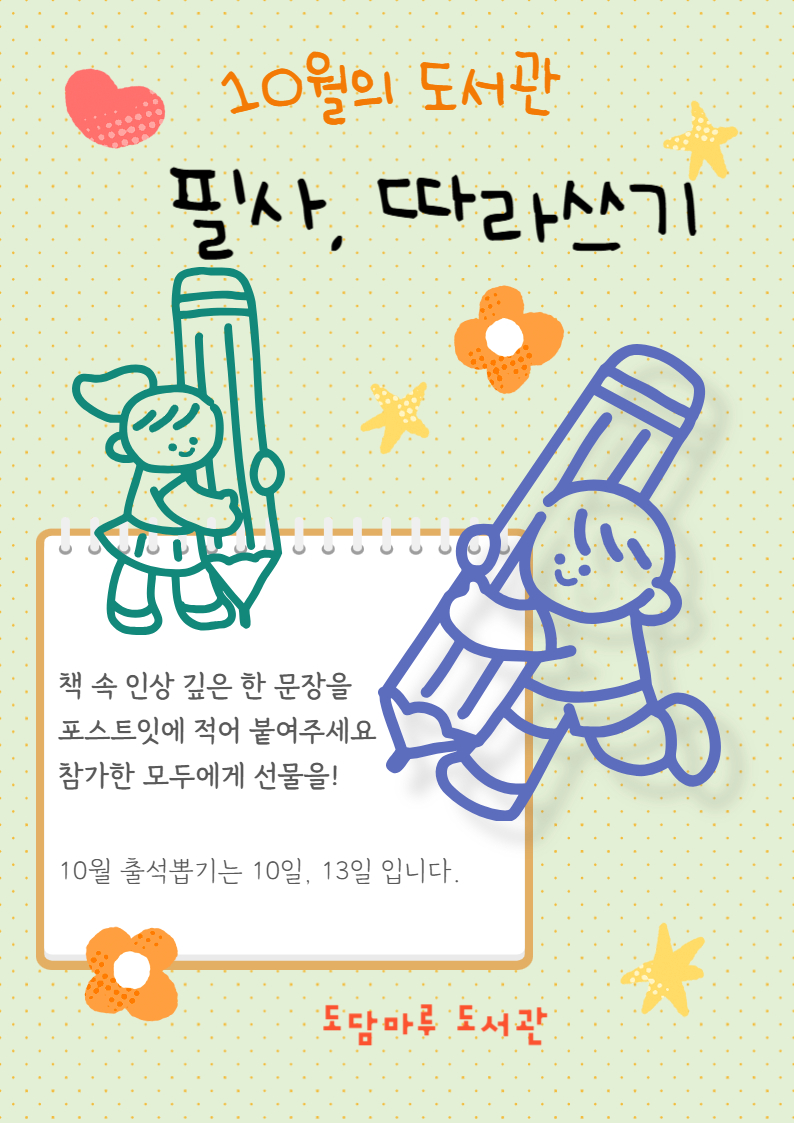 10월의 도서관
필사, 따라쓰기
책 속 인상 깊은 한 문장을
포스트잇에 적어 붙여주세요
참가한 모두에게 선물을!
10월 출석뽑기는 10일, 13일 입니다.
도담마루 도서관